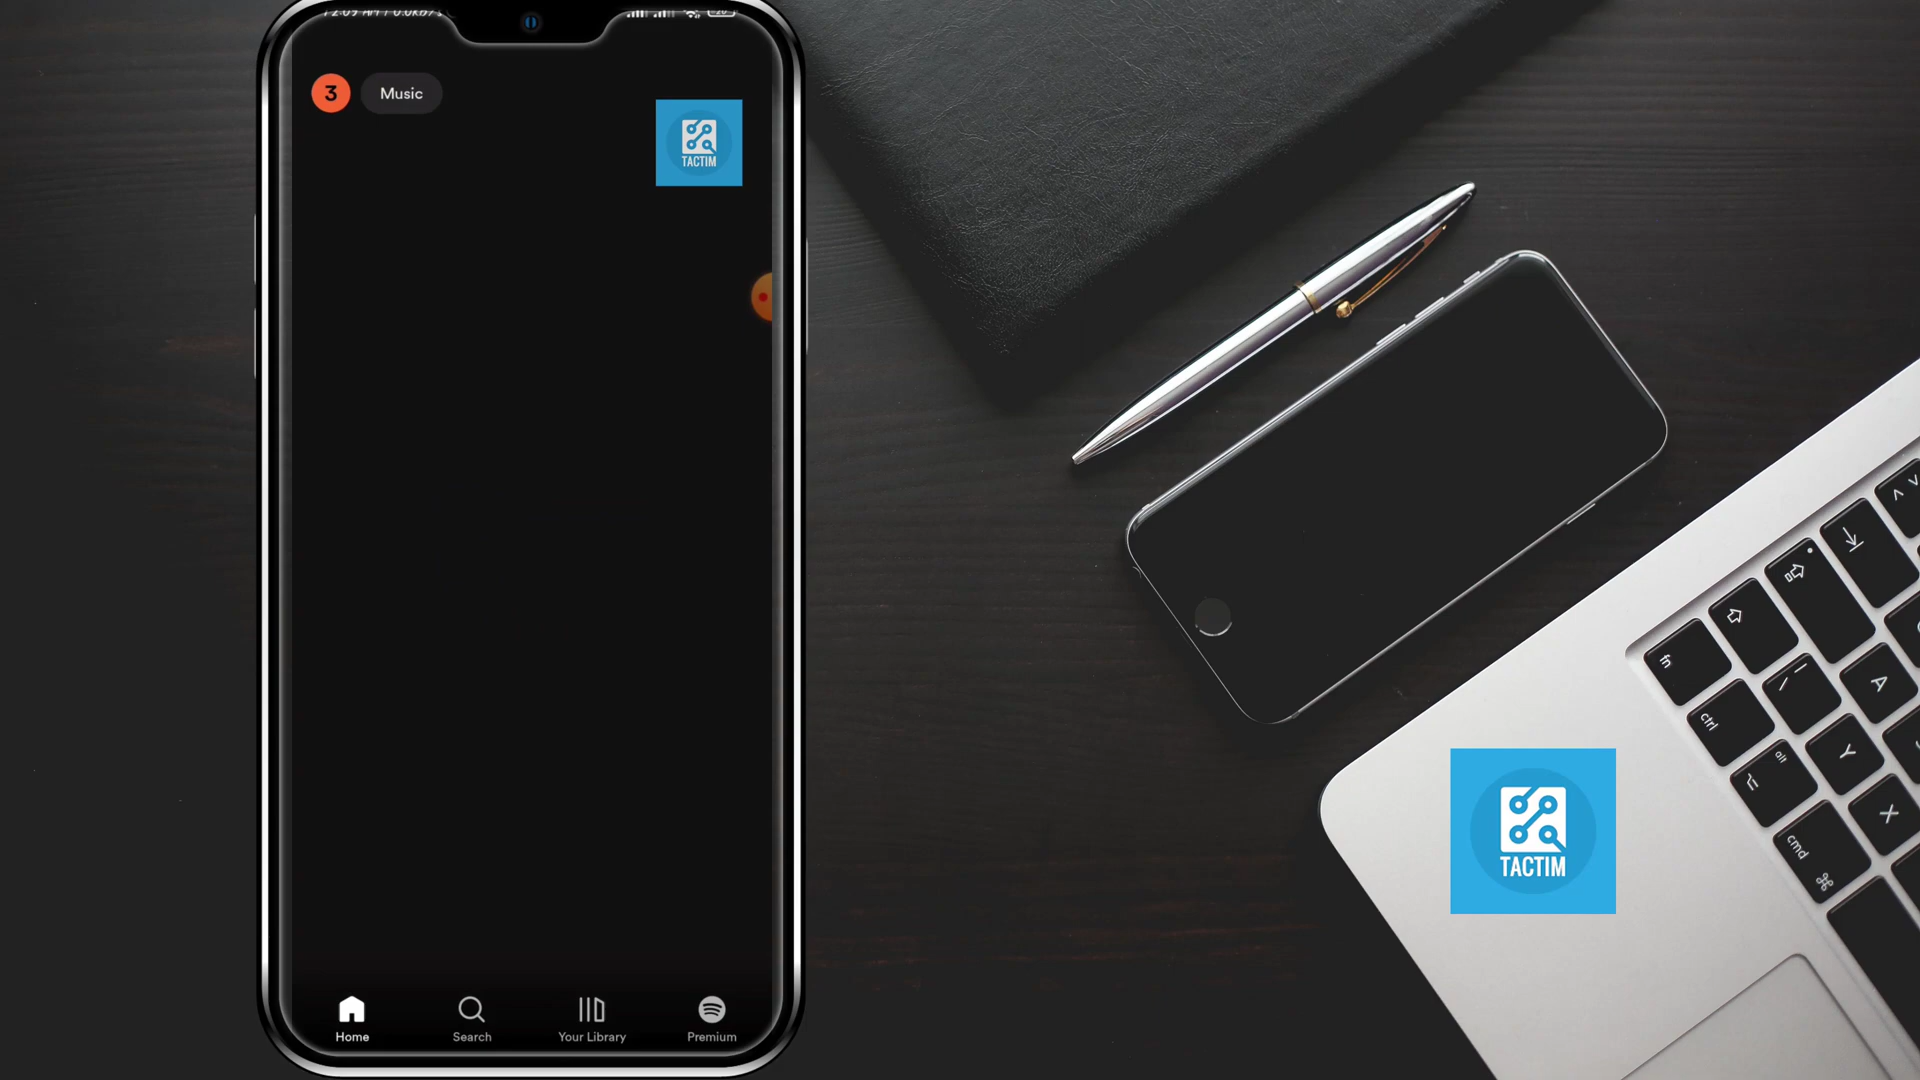 3
Music
TACTIM
Home
Search
Your Library
Premium
TACTIM
fn
ctrl
alt
cmd
⌘
A
Y
X